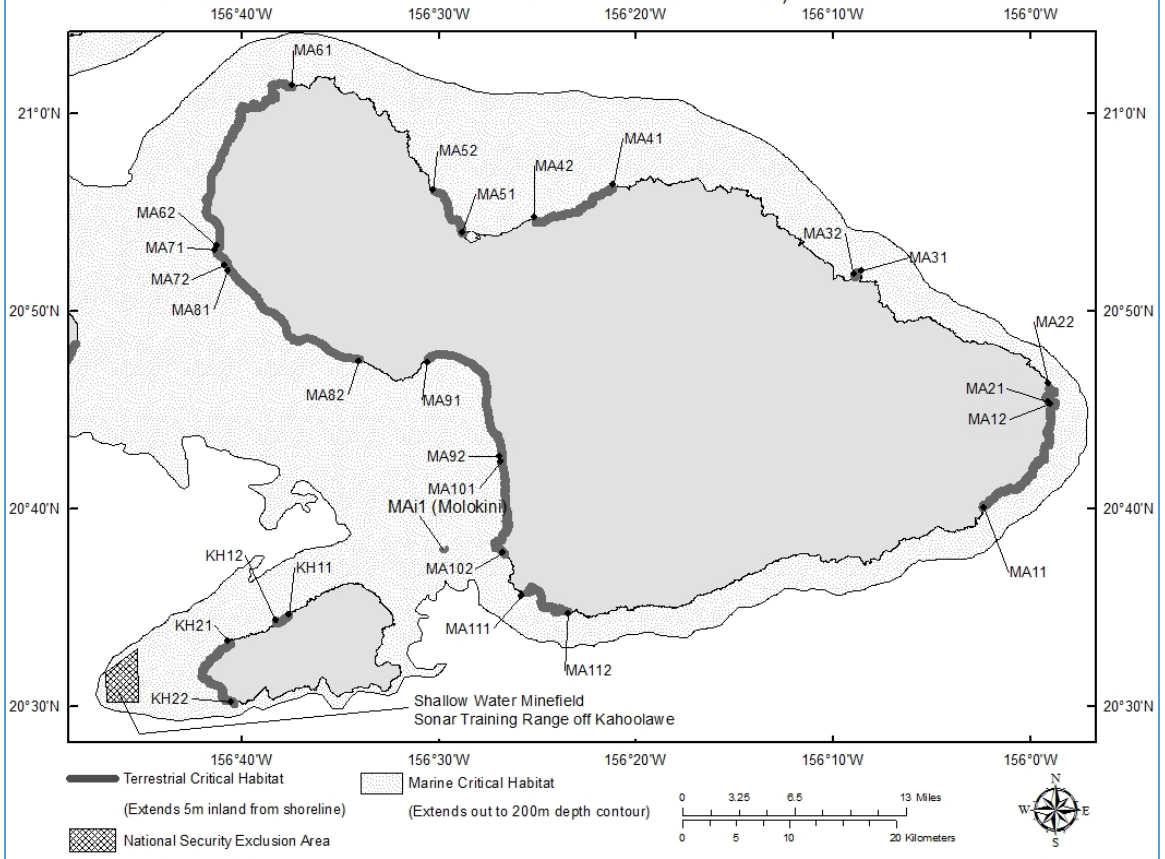 156°40'W 156°30'W 156°20'W 156°10'W 156°0'W
MA61
21°0'N 21°0'N
MA41
MA52
MA42
MA51
MA62
MA32
MA71
MA31
MA72
MA81
20°50'N 20°50'N
MA22
MA21
MA82
MA91
MA12
MA92
MA101
MAi1 (Molokini)
20°40'N 20°40'N
KH12
KH11
MA102
MA11
KH21
MA111
MA112
KH22
Shallow Water Minefield
Sonar Training Range off Kahoolawe
20°30'N 20°30'N
156°40'W 156°30'W 156°20'W 156°10'W 156°0'W
Terrestrial Critical Habitat
(Extends 5m inland from shoreline)
National Security Exclusion Area
Marine Critical Habitat
(Extends out to 200m depth contour)
0 3.25 6.5 13 Miles
0 5 10 20 Kilometers
N
W E
S